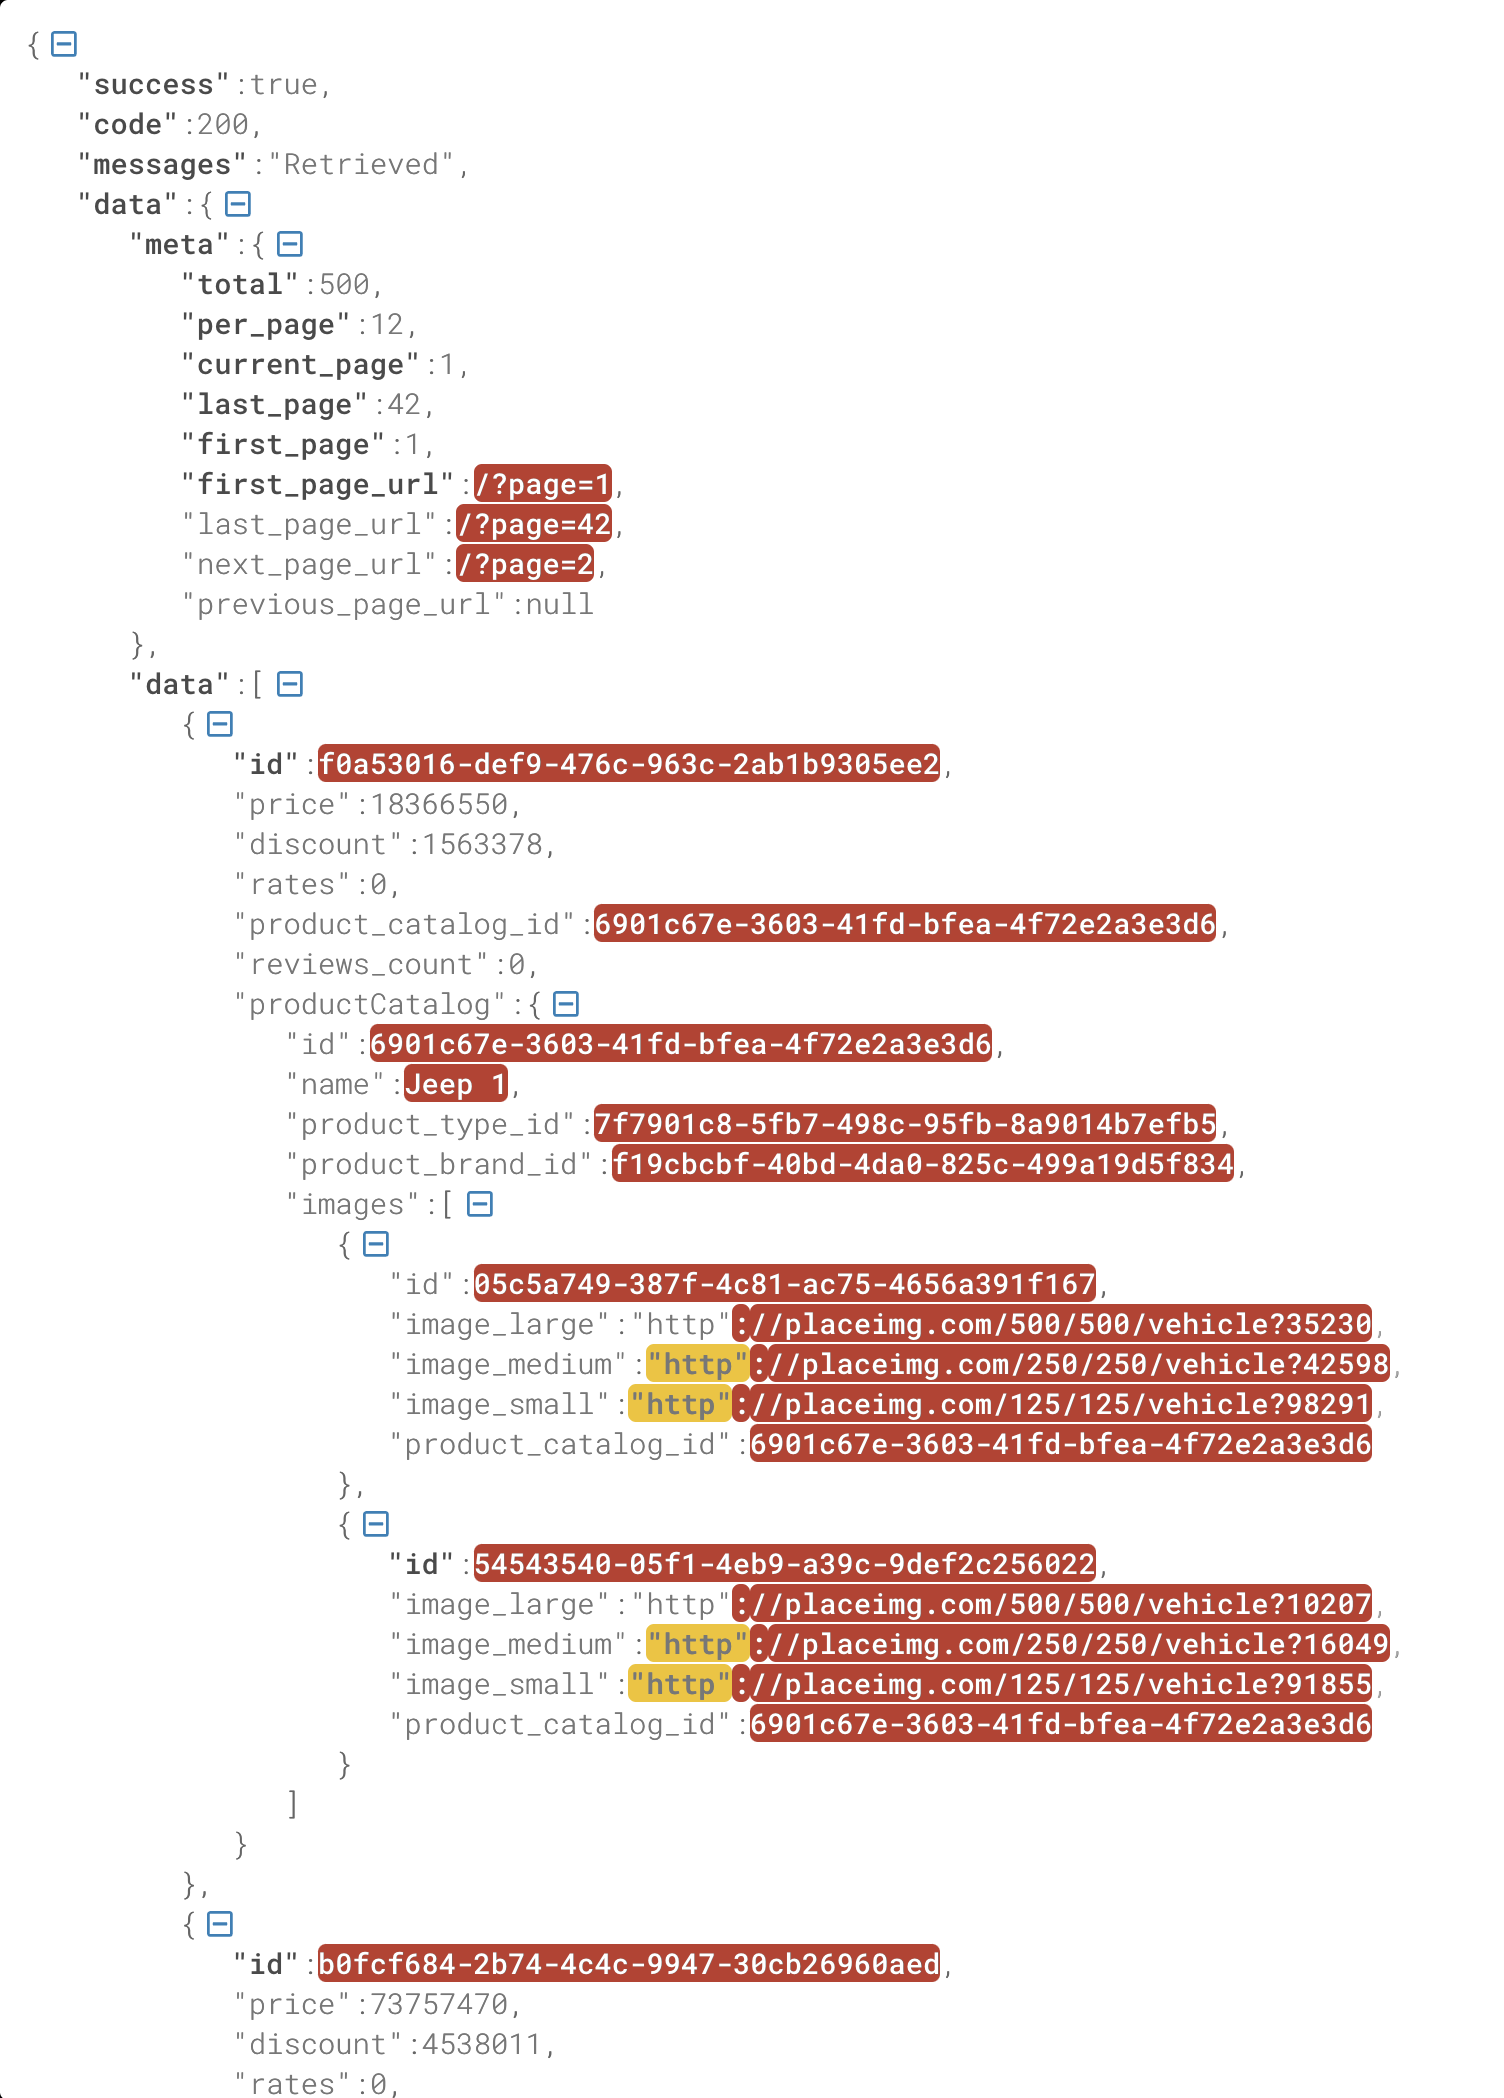 {
"success":true,
"code":200,
"messages":"Retrieved",
"data":{
"meta":{
"total":500,
"per_page":12,
"current_page":1,
"last_page":42,
"first_page":1,
"first_page_url":/?page=1,
"last_page_url":/?page=42,
"next_page_url":/?page=2,
"previous_page_url":null
},
"data":[
{
"id":f0a53016-def9-476c-963c-2ab1b9305ee2,
"price":18366550,
"discount":1563378,
"rates":0,
"product_catalog_id":6901c67e-3603-41fd-bfea-4f72e2a3e3d6,
"reviews_count":0,
"productCatalog":{
"id":6901c67e-3603-41fd-bfea-4f72e2a3e3d6,
"name":Jeep 1,
"product_type_id":7f7901c8-5fb7-498c-95fb-8a9014b7efb5,
"product_brand_id":f19cbcbf-40bd-4da0-825c-499a19d5f834,
"images":[
{
"id":05c5a749-387f-4c81-ac75-4656a391f167,
"image_large":"http"://placeimg.com/500/500/vehicle?35230,
"image_medium":"http"://placeimg.com/250/250/vehicle?42598,
"image_small":"http"://placeimg.com/125/125/vehicle?98291,
"product_catalog_id":6901c67e-3603-41fd-bfea-4f72e2a3e3d6
},
{
"id":54543540-05f1-4eb9-a39c-9def2c256022,
"image_large":"http"://placeimg.com/500/500/vehicle?10207,
"image_medium":"http"://placeimg.com/250/250/vehicle?16049,
"image_small":"http"://placeimg.com/125/125/vehicle?91855,
"product_catalog_id":6901c67e-3603-41fd-bfea-4f72e2a3e3d6
}
]
}
},
{
"id":b0fcf684-2b74-4c4c-9947-30cb26960aed,
"price":73757470,
"discount":4538011,
"rates":0,